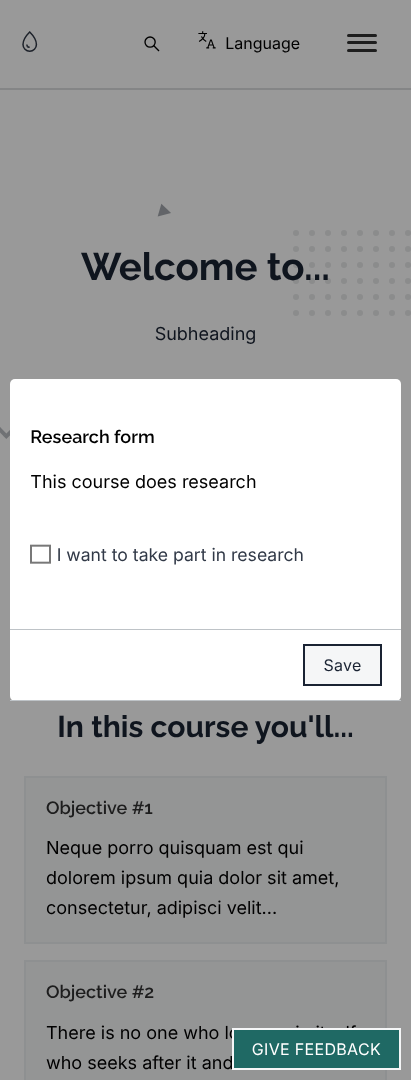 Language
Welcome to...
Subheading
Research form
This course does research
I want to take part in research
Save
In this course you'll...
Objective #1
Neque porro quisquam est qui
dolorem ipsum quia dolor sit amet,
consectetur, adipisci velit...
Objective #2
There is no one who
who seeks after it and
GIVE FEEDBACK